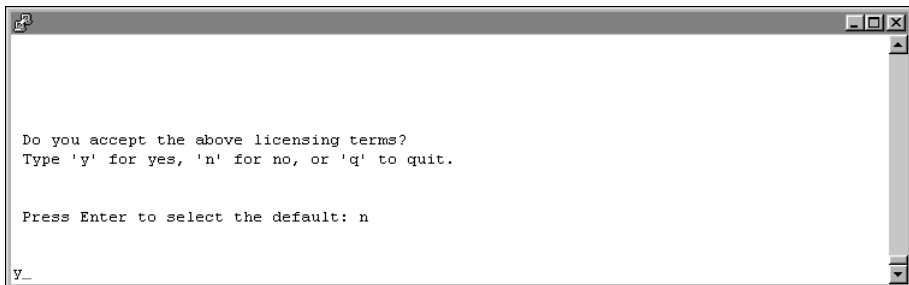 Do you accept the above licensing terms?
Type 'y' for yes, 'n' for no, or 'q' to quit.
Press Enter to select the default: n
y_